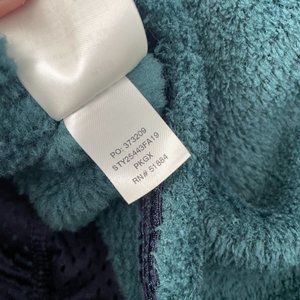 PO: 373209
STY25443FA19
PKGX
RN# 51884